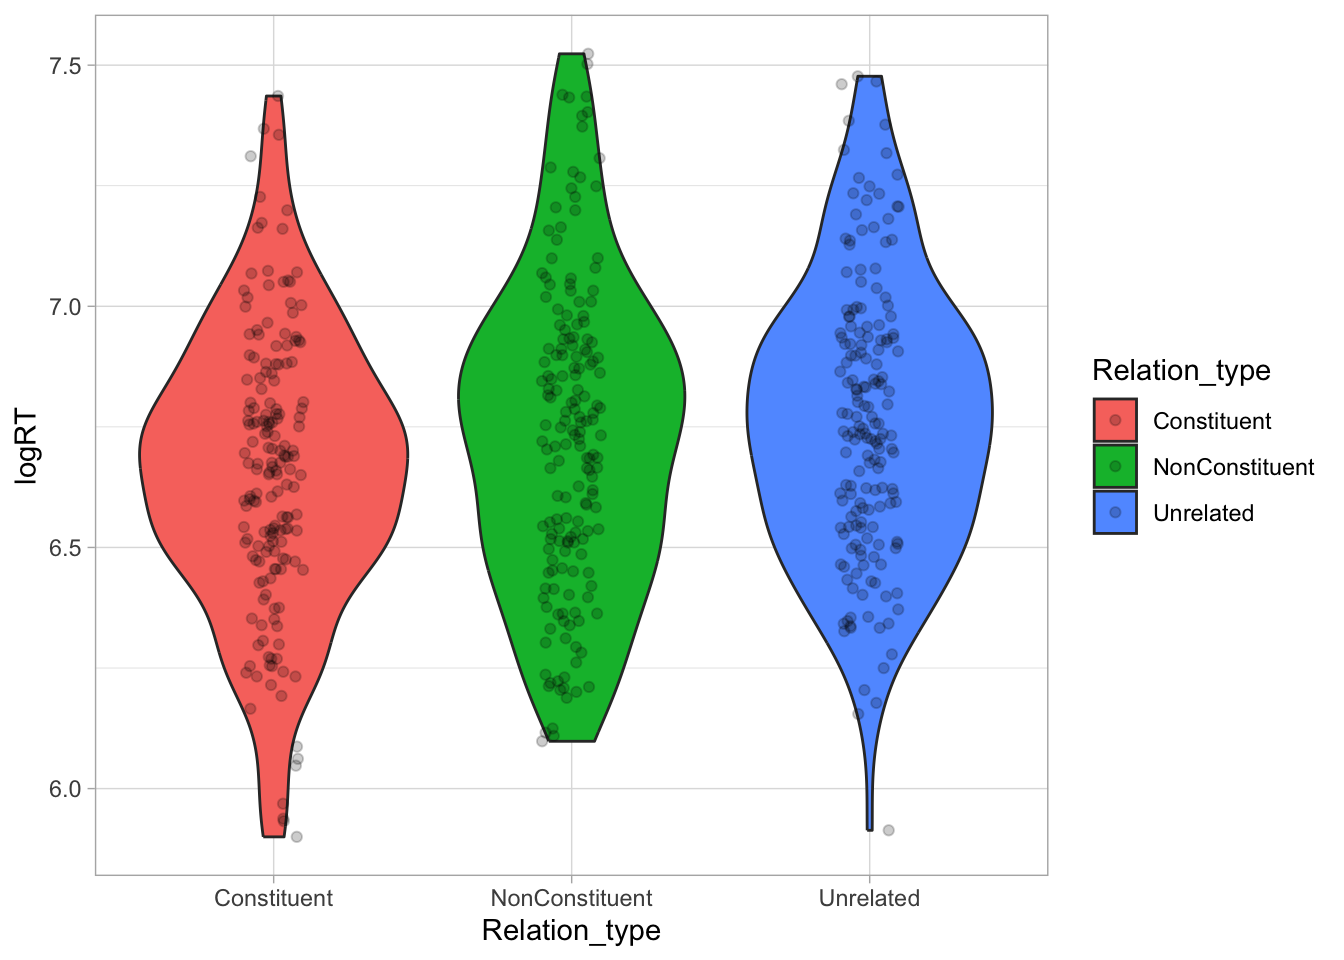 7.5
7.0
6.5
6.0
logRT
Constituent
NonConstituent
Unrelated
Relation_type
Relation_type
Constituent
NonConstituent
Unrelated